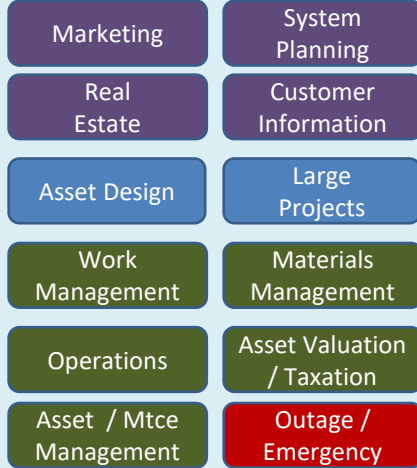 Marketing
System
Planning
Real
Estate
Customer
Information
Asset Design
Large
Projects
Work
Management
Materials
Management
Operations
Asset Valuation
/ Taxation
Asset / Mtce
Management
Outage /
Emergency